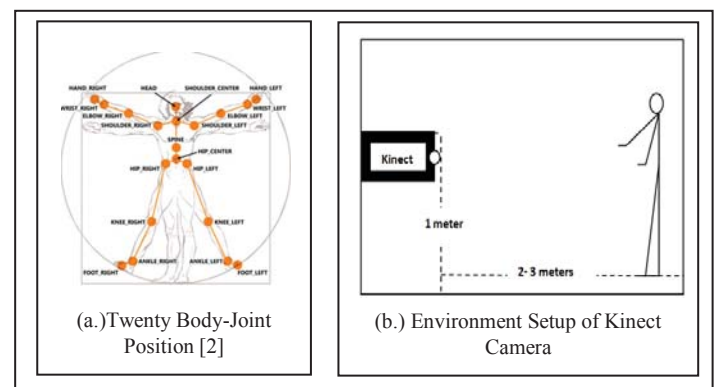 HAND_RIGHT HEAD SHOULDER_CENTER HAND_LEFT
WRIST_RIGHT WRIST_LEFT
ELBOW_RIGHT ELBOW_LEFT
SHOULDER_RIGHT SHOULDER_LEFT
SPINE
HIP_CENTER
HIP_RIGHT HIP_LEFT
KNEE_RIGHT KNEE_LEFT
ANKLE_RIGHT ANKLE_LEFT
FOOT_RIGHT FOOT_LEFT
(a.)Twenty Body-Joint
Position [2]
Kinect
1 meter
2- 3 meters
(b.) Environment Setup of Kinect
Camera